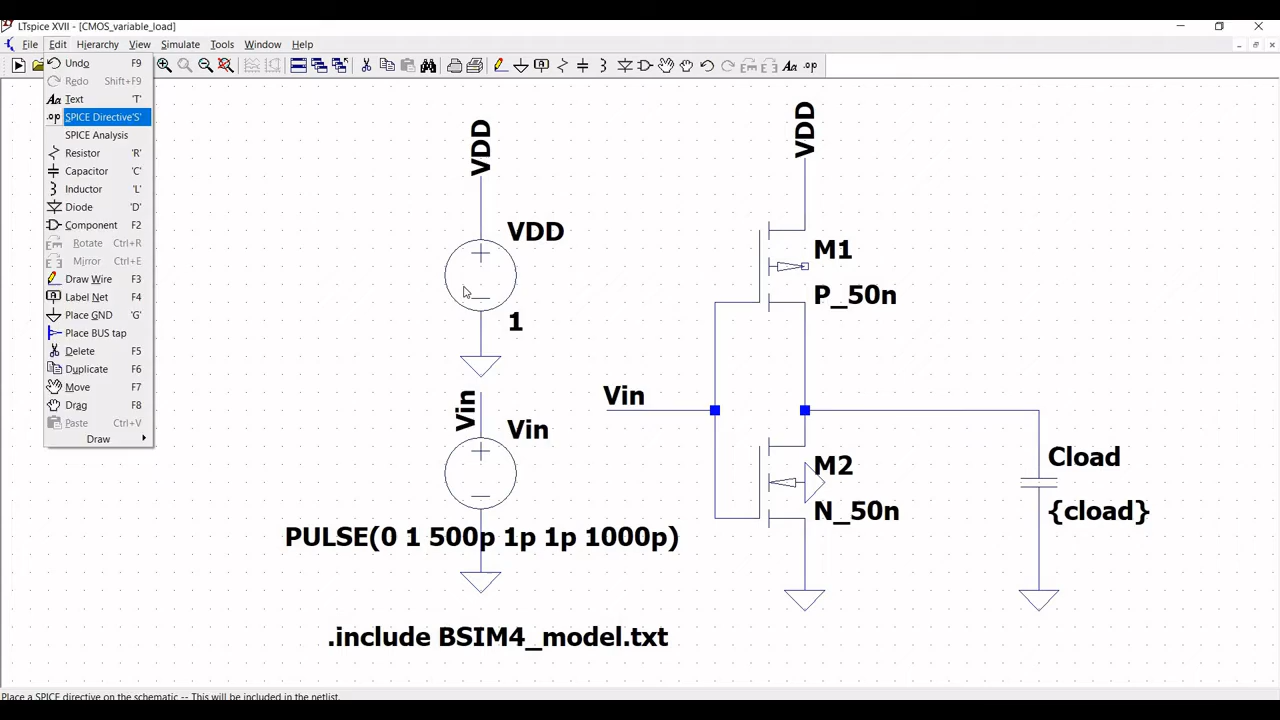 LTspice XVII - [CMOS_variable_load]
File Edit Hierarchy View Simulate Tools Window Help
Undo F9
Redo Shift+F9
Text 'T'
SPICE Directive'S'
SPICE Analysis
Resistor 'R'
Capacitor 'C'
Inductor 'L'
Diode 'D'
Component F2
Rotate Ctrl+R
Mirror Ctrl+E
Draw Wire F3
Label Net F4
Place GND 'G'
Place BUS tap
Delete F5
Duplicate F6
Move F7
Drag F8
Paste Ctrl+V
Draw
VDD
VDD
1
Vin
Vin
PULSE(0 1 500p 1p 1p 1000p)
.include BSIM4_model.txt
VDD
M1
P_50n
Vin
M2
N_50n
Cload
{cload}
Place a SPICE directive on the schematic -- This will be included in the netlist.